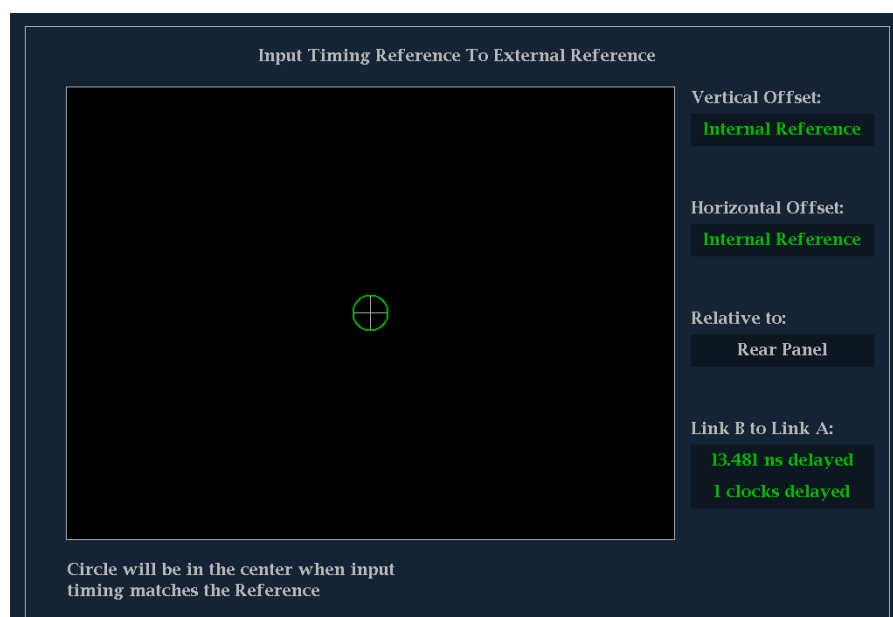 Input Timing Reference To External Reference
Vertical Offset:
Internal Reference
Horizontal Offset:
Internal Reference
Relative to:
Rear Panel
Link B to Link A:
13.481 ns delayed
1 clocks delayed
Circle will be in the center when input
timing matches the Reference